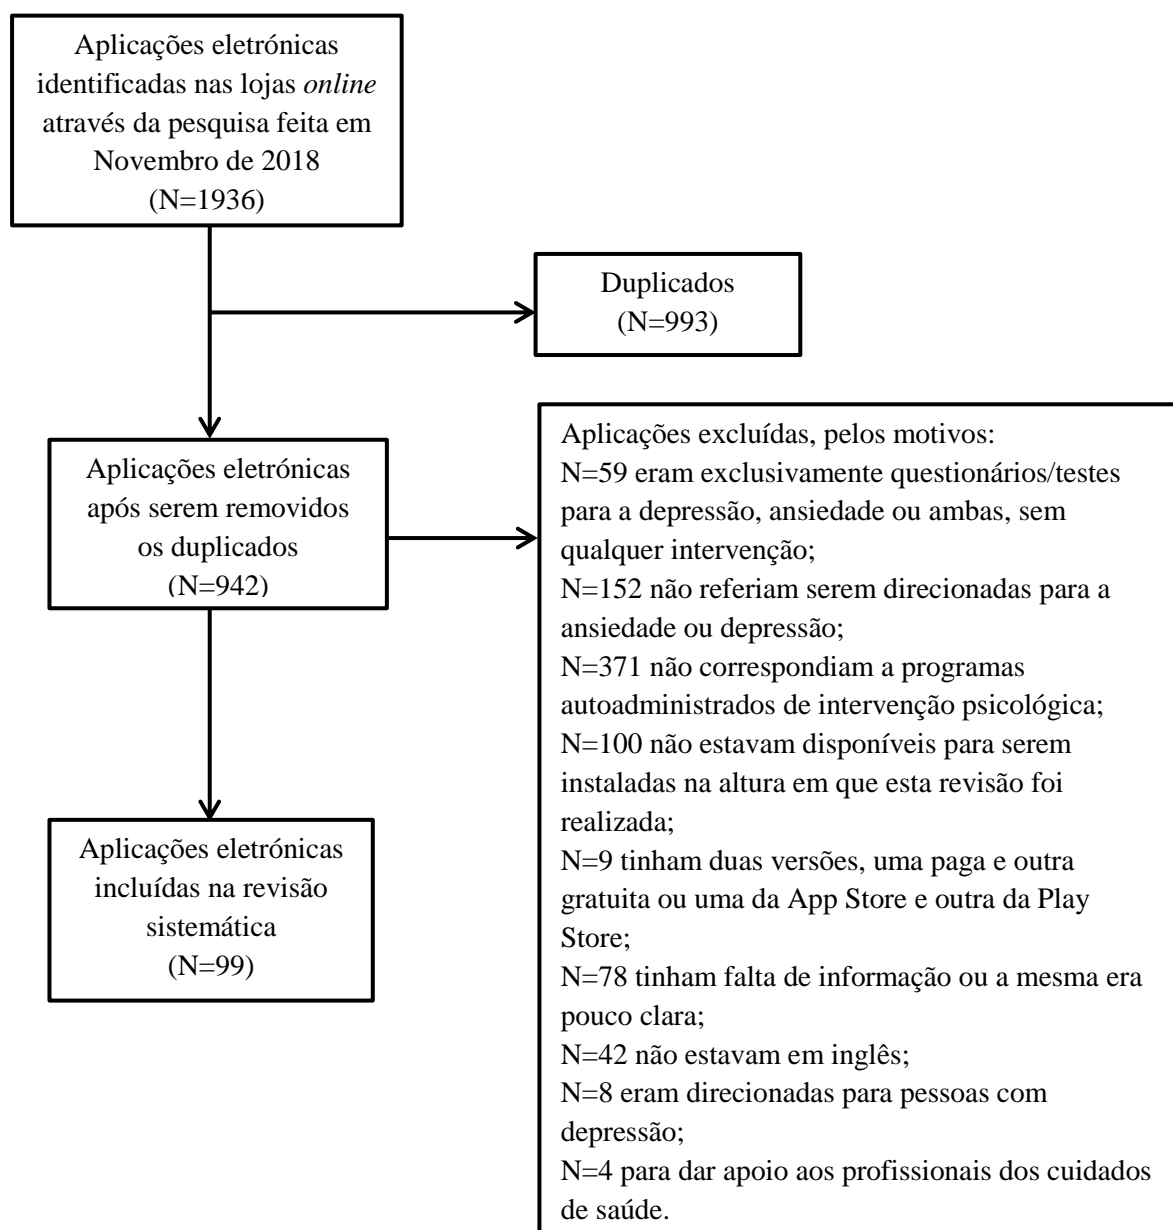 Aplicações eletrónicas
identificadas nas lojas online
através da pesquisa feita em
Novembro de 2018
(N=1936)
Duplicados
(N=993)
Aplicações eletrónicas
após serem removidos
os duplicados
(N=942)
Aplicações excluídas, pelos motivos:
N=59 eram exclusivamente questionários/testes
para a depressão, ansiedade ou ambas, sem
qualquer intervenção;
N=152 não referiam serem direcionadas para a
ansiedade ou depressão;
N=371 não correspondiam a programas
autoadministrados de intervenção psicológica;
N=100 não estavam disponíveis para serem
instaladas na altura em que esta revisão foi
realizada;
N=9 tinham duas versões, uma paga e outra
gratuita ou uma da App Store e outra da Play
Store;
N=78 tinham falta de informação ou a mesma era
pouco clara;
N=42 não estavam em inglês;
N=8 eram direcionadas para pessoas com
depressão;
N=4 para dar apoio aos profissionais dos cuidados
de saúde.
Aplicações eletrónicas
incluídas na revisão
sistemática
(N=99)